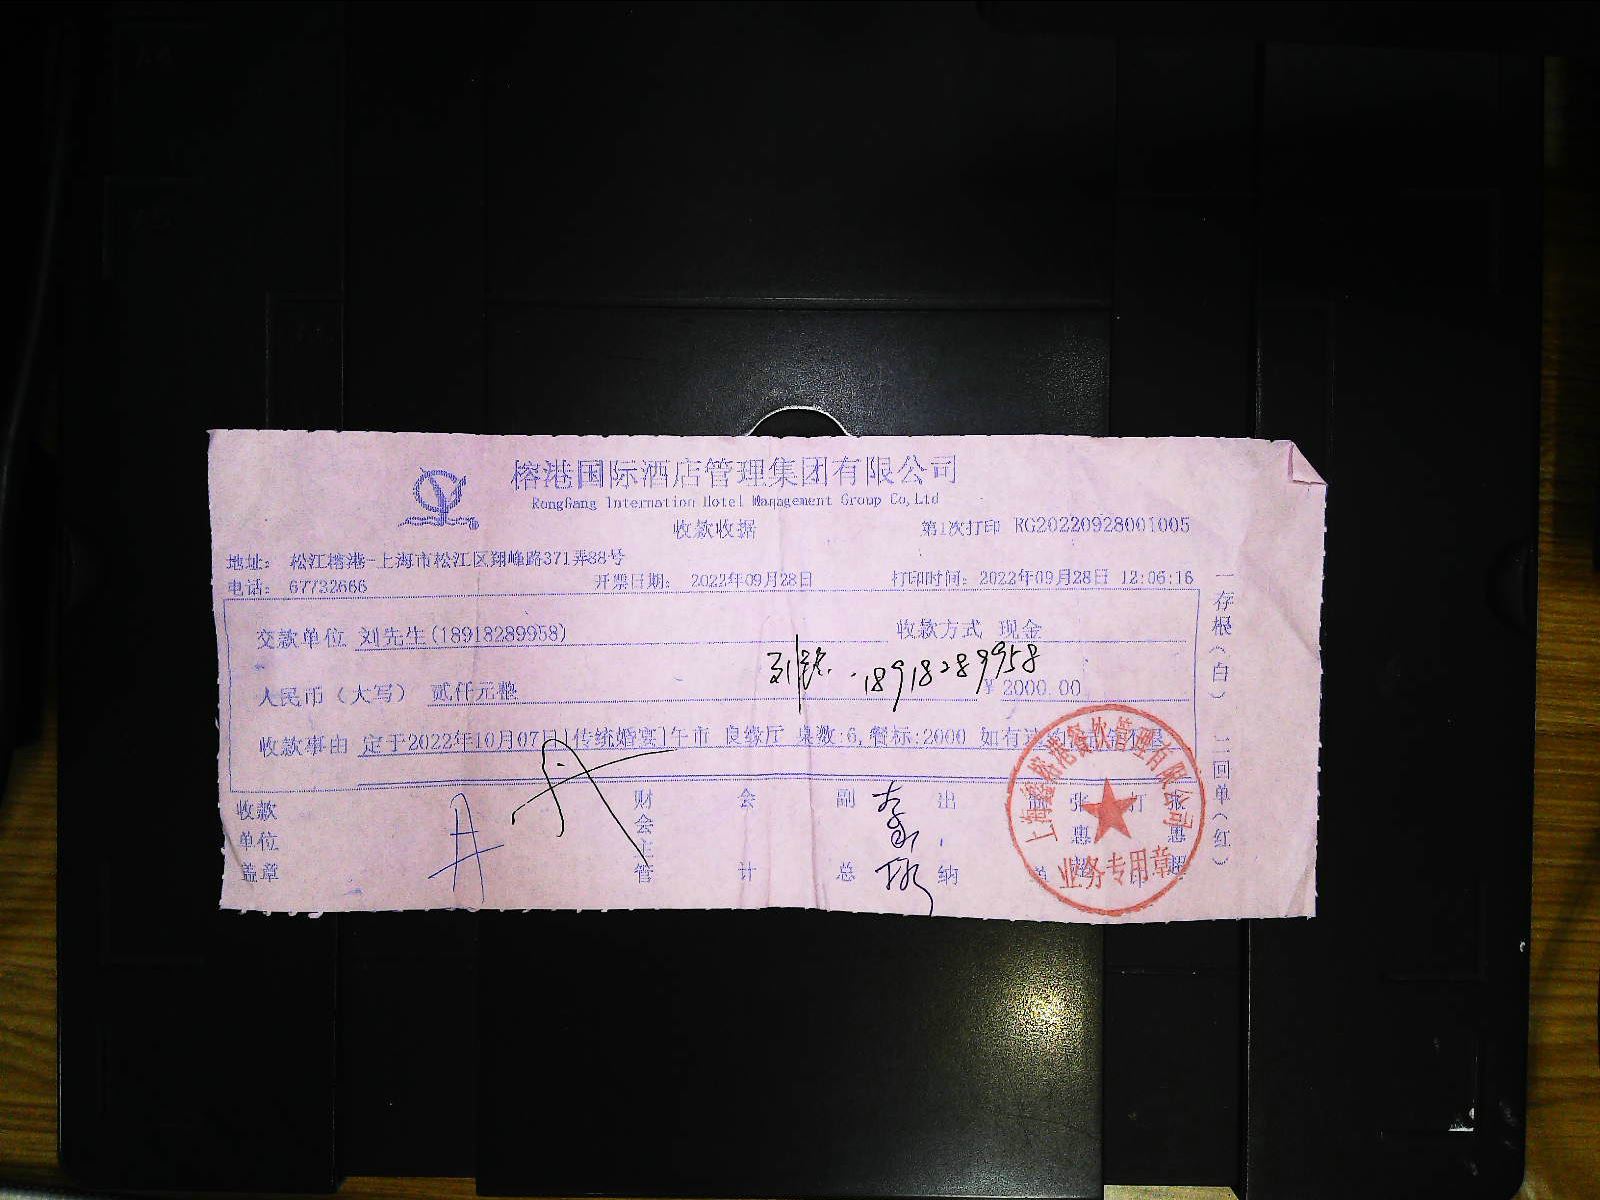 榕港国际酒店管理集团有限公司
RongGang Internation Hotel Management Group Co,Ltd
收款收据
第1次打印 RG20220928001005
地址： 松江榕港-上海市松江区翔峰路371弄88号
电话： 67732666 开票日期： 2022年09月28日 打印时间：2022年09月28日 12:06:16
交款单位 刘先生(18918289958) 收款方式 现金
18918289958
人民币（大写） 贰仟元整 ¥ 2000.00
收款事由 定于2022年10月07日[传统婚宴]午市 良缘厅 桌数:6,餐标:2000 如有
收款单位盖章 财会主管 会计 副总 出纳 张惠
业务专用章
一存根（白） 二回单（红）